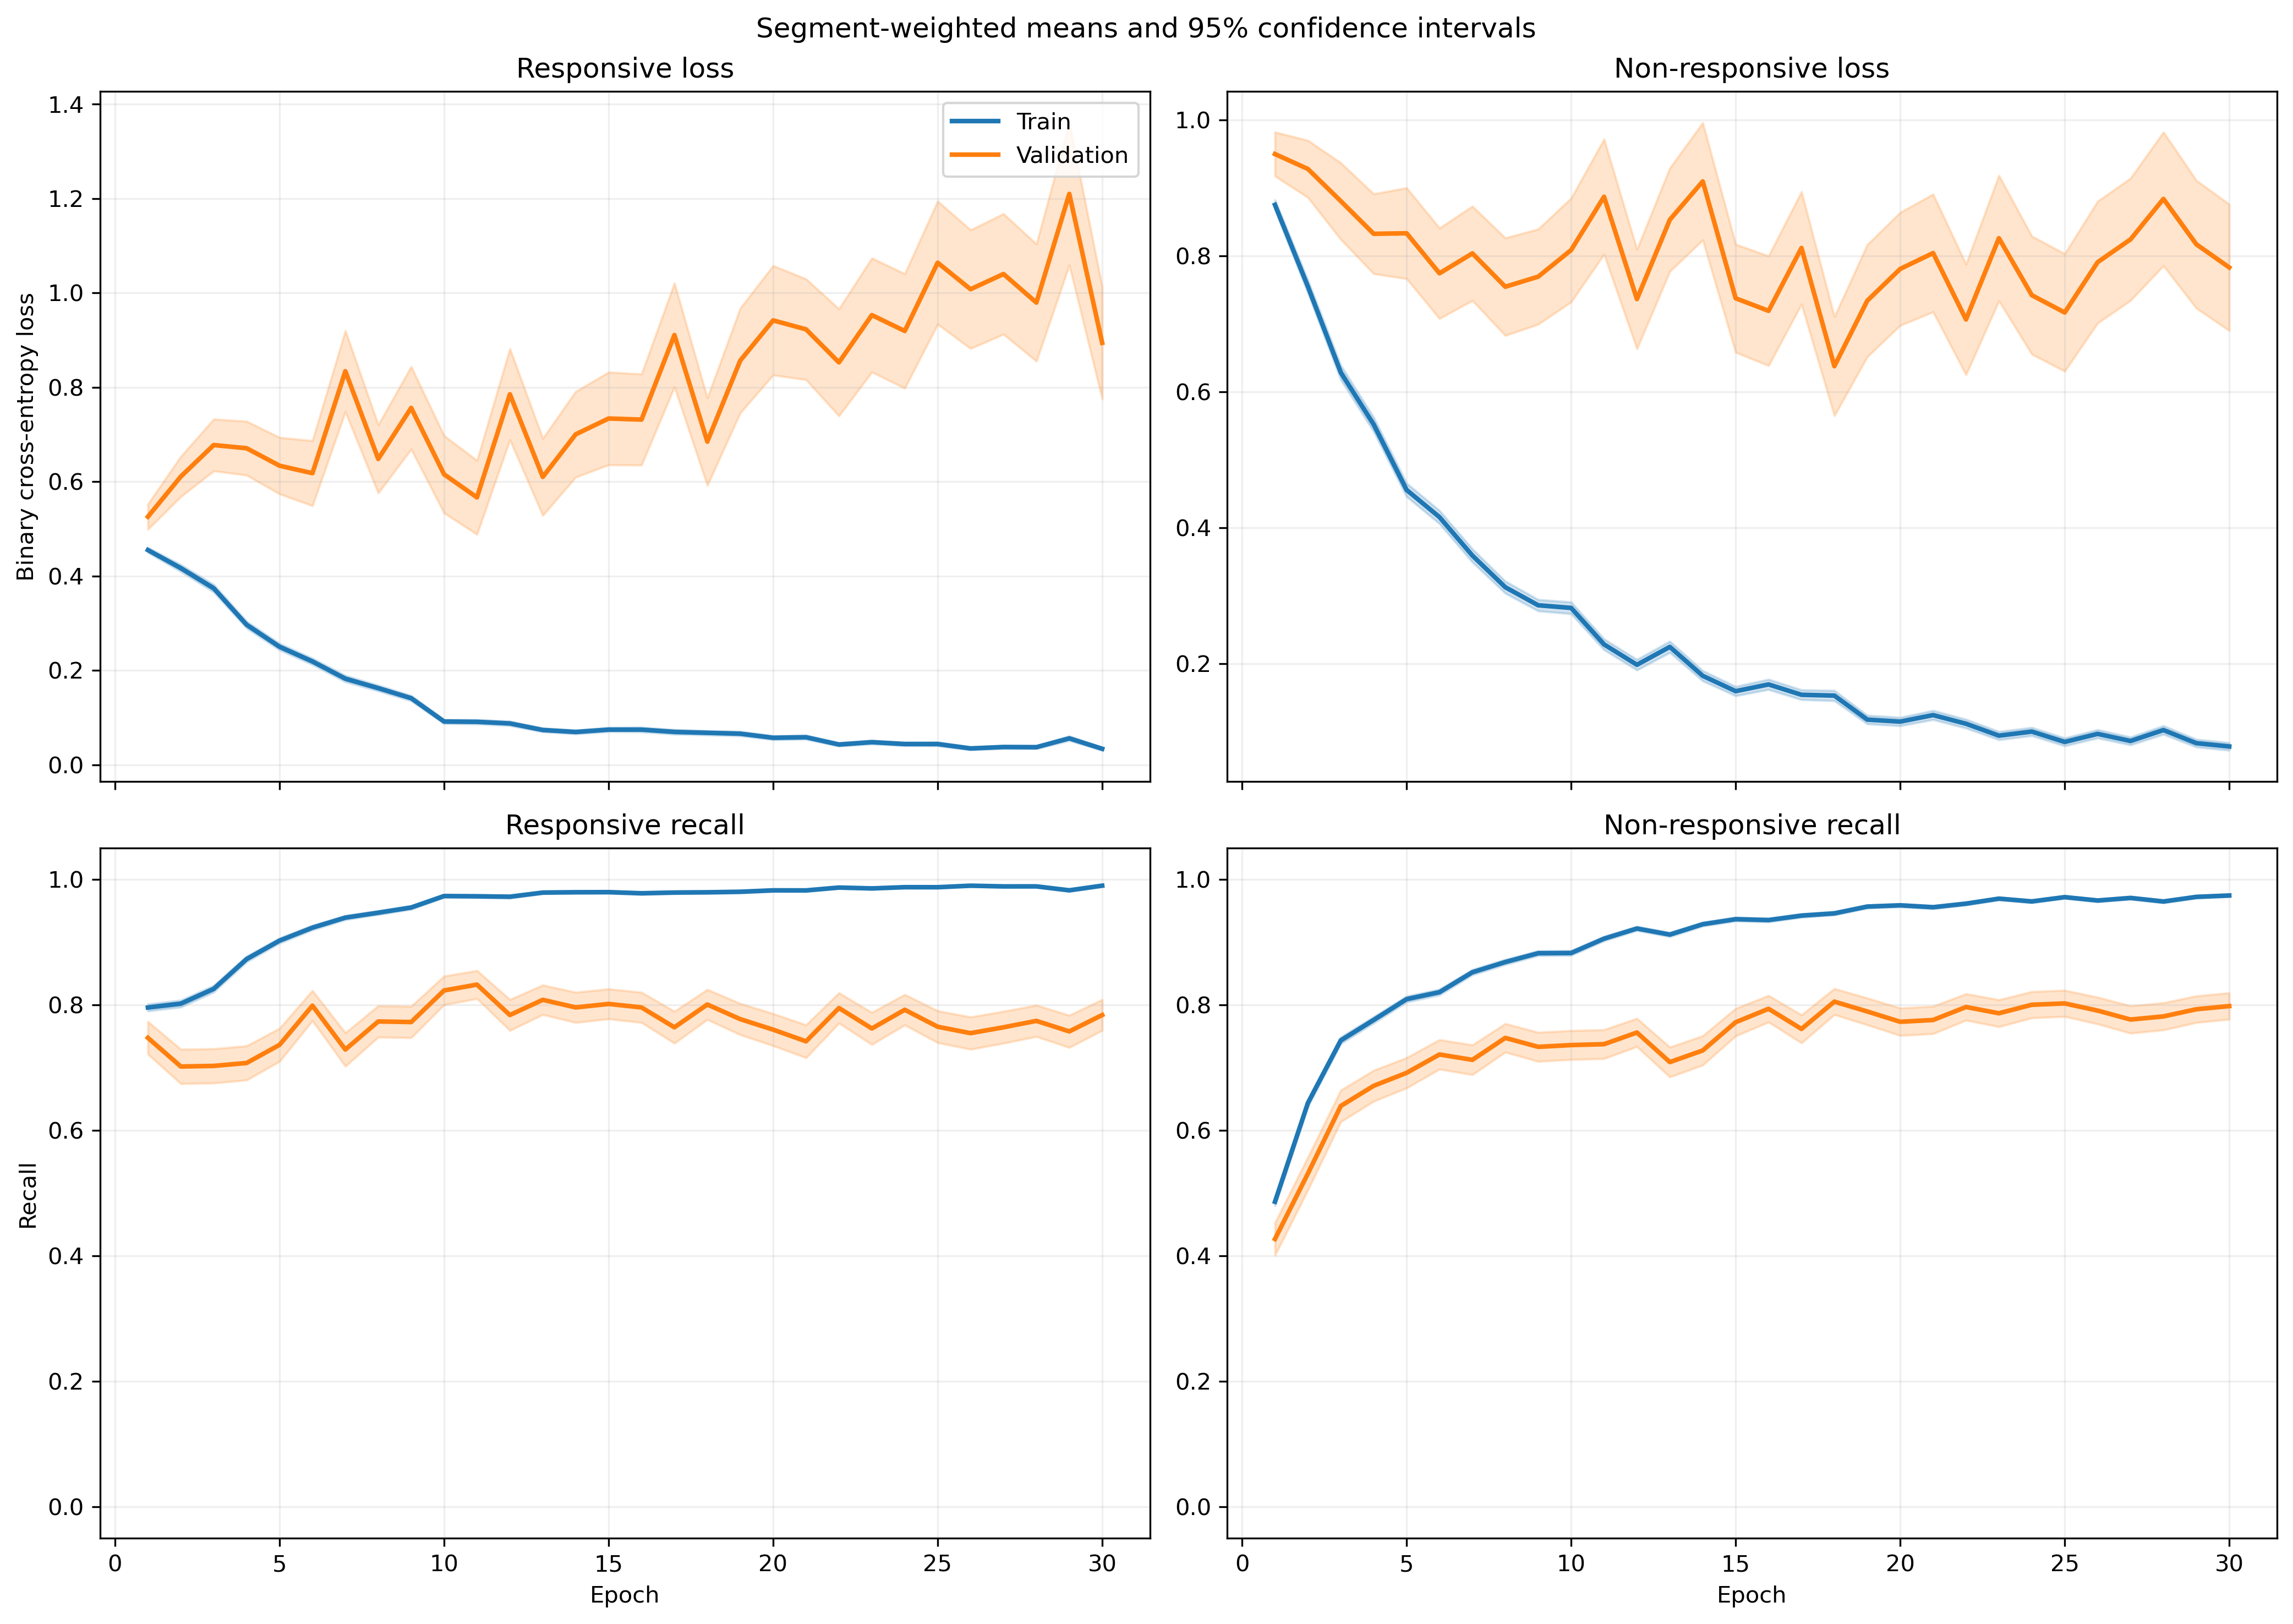 Segment-weighted means and 95% confidence intervals
Responsive loss
Non-responsive loss
Train
Validation
Binary cross-entropy loss
1.4
1.2
1.0
0.8
0.6
0.4
0.2
0.0
1.0
0.8
0.6
0.4
0.2
Responsive recall
Non-responsive recall
Recall
1.0
0.8
0.6
0.4
0.2
0.0
0 5 10 15 20 25 30
Epoch
1.0
0.8
0.6
0.4
0.2
0.0
0 5 10 15 20 25 30
Epoch